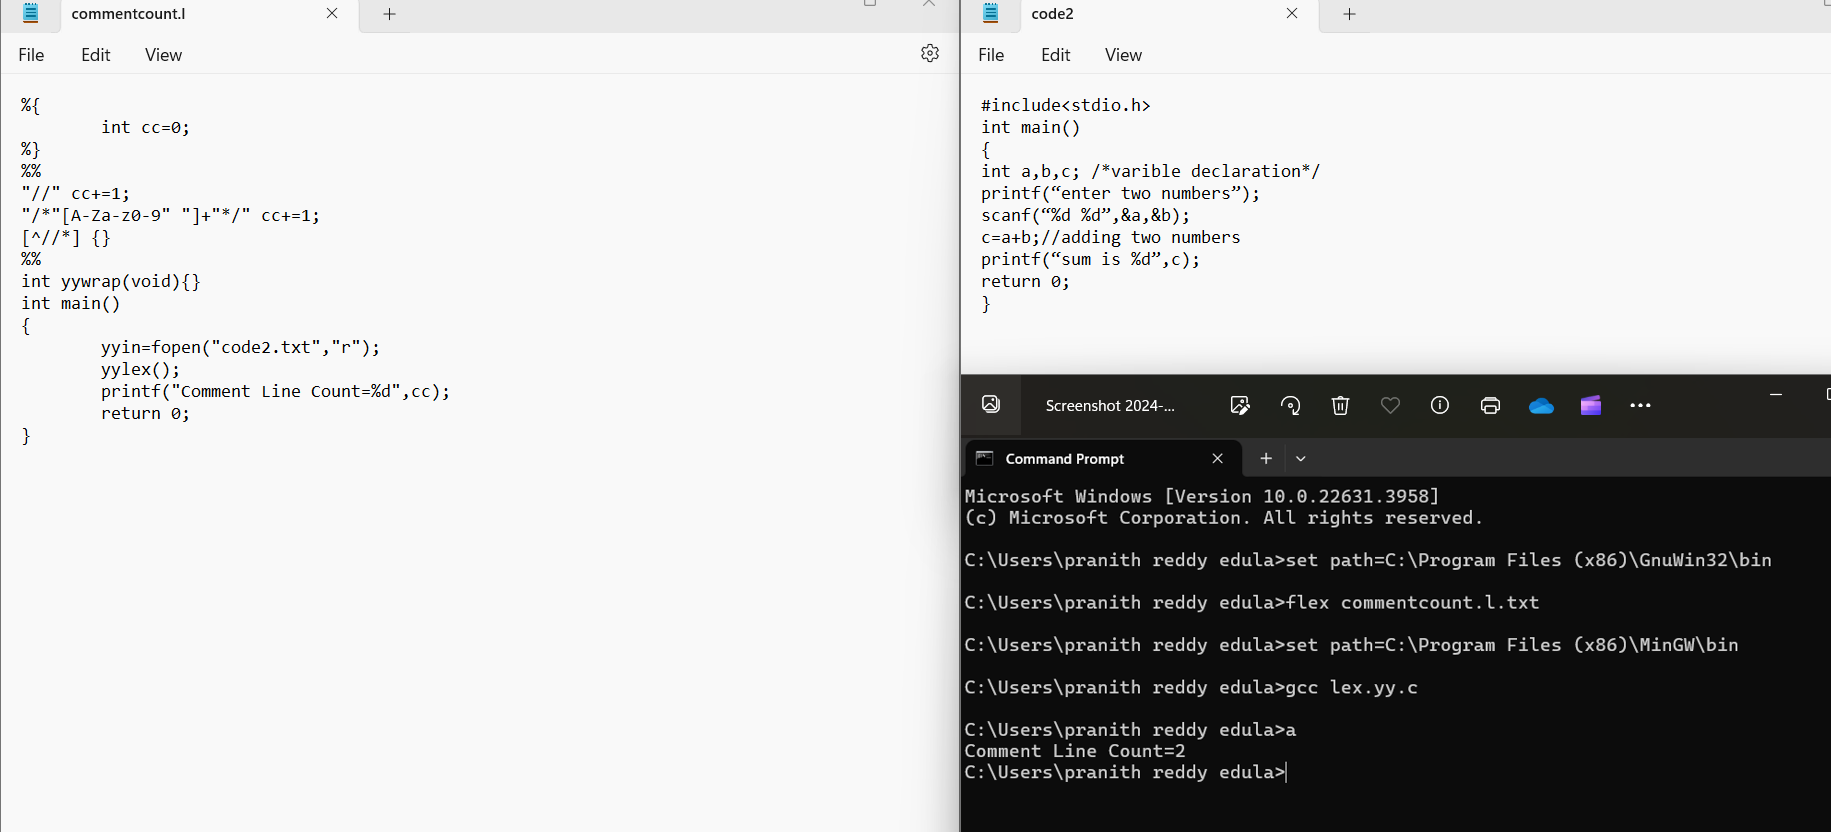 commentcount.l
File Edit View
%{
int cc=0;
%}
%%
"//" cc+=1;
"/*"[A-Za-z0-9" "]+"*/" cc+=1;
[^//*] {}
%%
int yywrap(void){}
int main()
{
yyin=fopen("code2.txt","r");
yylex();
printf("Comment Line Count=%d",cc);
return 0;
}
code2
File Edit View
#include<stdio.h>
int main()
{
int a,b,c; /*varible declaration*/
printf(“enter two numbers”);
scanf(“%d %d”,&a,&b);
c=a+b;//adding two numbers
printf(“sum is %d”,c);
return 0;
}
Screenshot 2024-...
Command Prompt
Microsoft Windows [Version 10.0.22631.3958]
(c) Microsoft Corporation. All rights reserved.
C:\Users\pranith reddy edula>set path=C:\Program Files (x86)\GnuWin32\bin
C:\Users\pranith reddy edula>flex commentcount.l.txt
C:\Users\pranith reddy edula>set path=C:\Program Files (x86)\MinGW\bin
C:\Users\pranith reddy edula>gcc lex.yy.c
C:\Users\pranith reddy edula>a
Comment Line Count=2
C:\Users\pranith reddy edula>